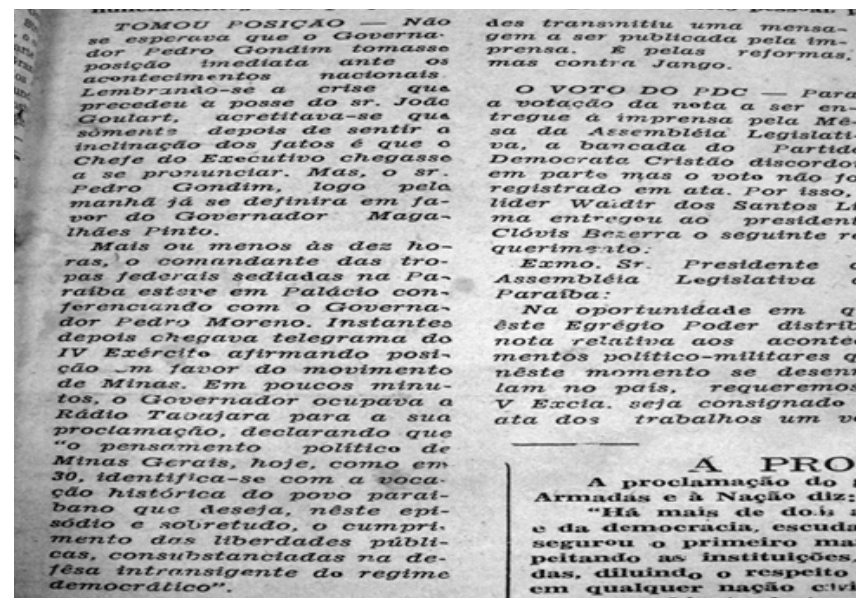 TOMOU POSIÇÃO — Não
se esperava que o Governa-
dor Pedro Gondim tomasse
posição imediata ante os
acontecimentos nacionais.
Lembrando-se a crise que
precedeu a posse do sr. João
Goulart, acretitava-se que
sòmente depois de sentir a
inclinação dos fatos é que o
Chefe do Executivo chegasse
a se pronunciar. Mas, o sr.
Pedro Gondim, logo pela
manhã já se definira em fa-
vor do Governador Maga-
lhães Pinto.
Mais ou menos às dez ho-
ras, o comandante das tro-
pas federais sediadas na Pa-
raíba esteve em Palácio con-
ferenciando com o Governa-
dor Pedro Moreno. Instantes
depois chegava telegrama do
IV Exército afirmando posi-
ção em favor do movimento
de Minas. Em poucos minu-
tos, o Governador ocupava a
Rádio Tabajara para a sua
proclamação, declarando que
"o pensamento político de
Minas Gerais, hoje, como em
30, identifica-se com a voca-
ção histórica do povo parai-
bano que deseja, nêste epi-
sódio e sobretudo, o cumpri-
mento das liberdades públi-
cas, consubstanciadas na de-
fêsa intransigente do regime
democrático".
des transmitiu uma mensa-
gem a ser publicada pela im-
prensa. É pelas reformas,
mas contra Jango.
O VOTO DO PDC — Para
a votação da nota a ser en-
tregue à imprensa pela Mê-
sa da Assembléia Legislati-
va, a bancada do Partido
Democrata Cristão discordou
em parte mas o voto não fo
registrado em ata. Por isso,
lider Waldir dos Santos Li
ma entregou ao president
Clóvis Bezerra o seguinte re
querimento:
Exmo. Sr. Presidente
Assembléia Legislativa
Paraíba:
Na oportunidade em q
êste Egrégio Poder distrib
nota relativa aos aconte
mentos político-militares q
nêste momento se desenr
lam no país, requeremos
V Excia. seja consignado
ata dos trabalhos um v
A PRO
A proclamação do s
Armadas e à Nação diz:
"Há mais de dois a
e da democracia, escuda
segurou o primeiro ma
peitando as instituições,
das, diluindo o respeito
em qualquer nação civi